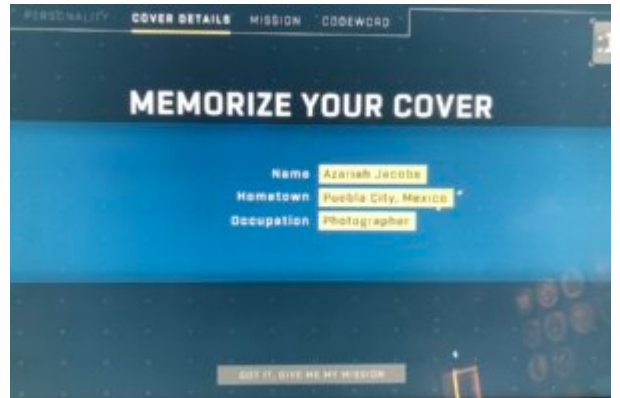 PERSONALITY COVER DETAILS MISSION CODEWORD
MEMORIZE YOUR COVER
Name Azariah Jacobs
Hometown Puebla City, Mexico
Occupation Photographer
GOT IT, GIVE ME MY MISSION